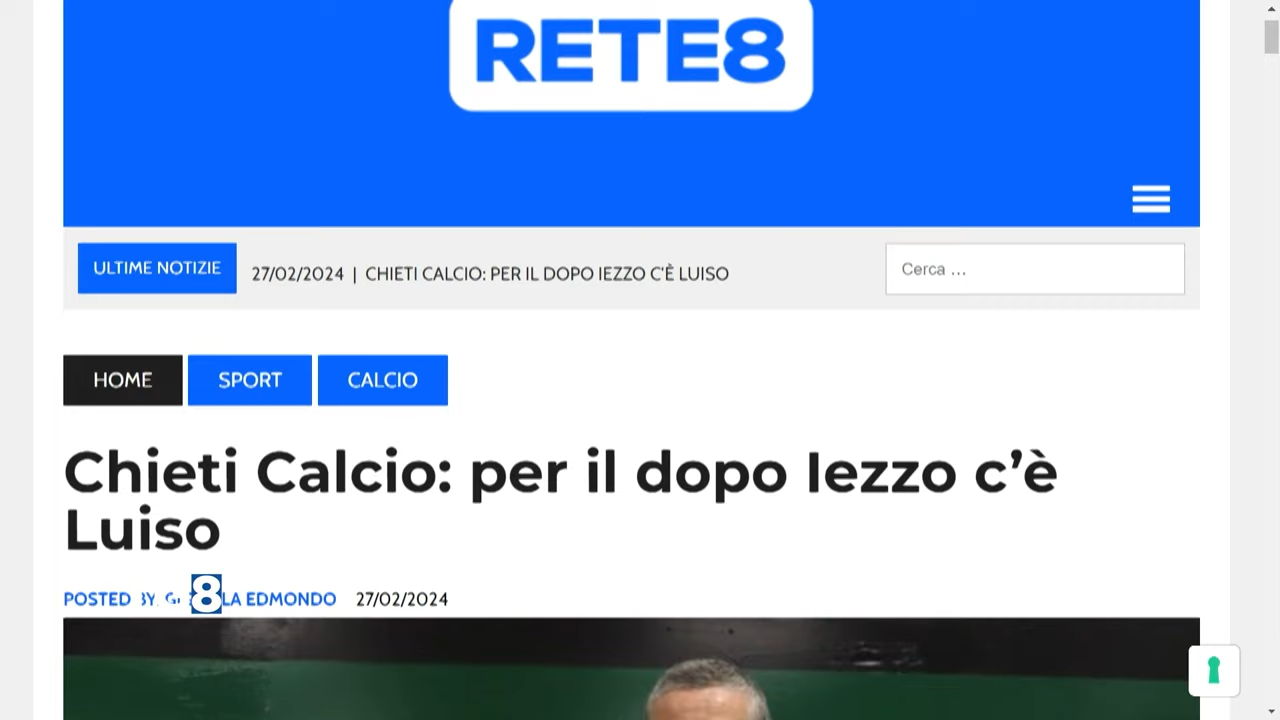 RETE8
ULTIME NOTIZIE
27/02/2024 | CHIETI CALCIO: PER IL DOPO IEZZO C'È LUISO
Cerca ...
HOME SPORT CALCIO
Chieti Calcio: per il dopo Iezzo c’è
Luiso
POSTED 8 LA EDMONDO 27/02/2024